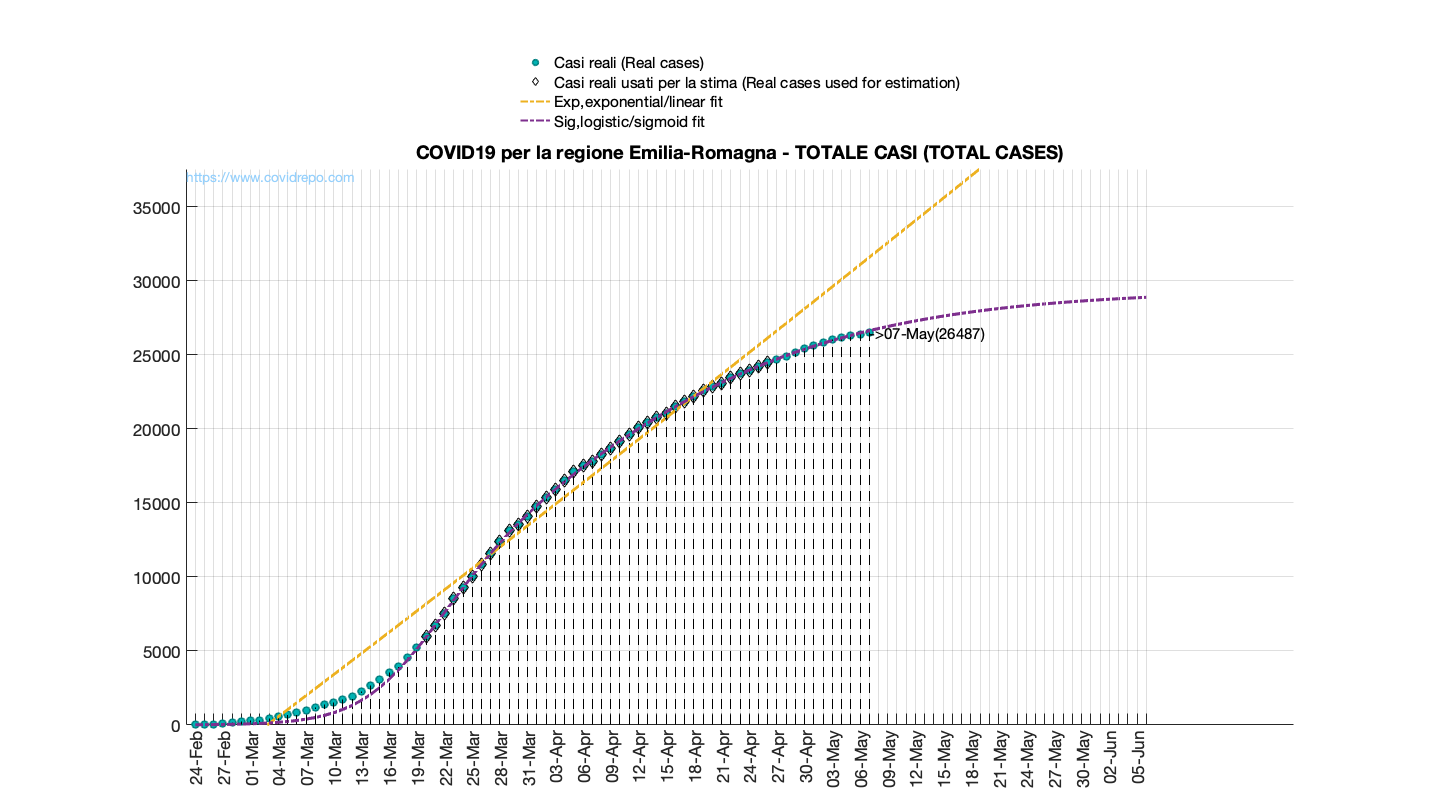 Casi reali (Real cases)
Casi reali usati per la stima (Real cases used for estimation)
Exp,exponential/linear fit
Sig,logistic/sigmoid fit
COVID19 per la regione Emilia-Romagna - TOTALE CASI (TOTAL CASES)
https://www.covidrepo.com
35000
30000
25000
20000
15000
10000
5000
0
->07-May(26487)
24-Feb
27-Feb
01-Mar
04-Mar
07-Mar
10-Mar
13-Mar
16-Mar
19-Mar
22-Mar
25-Mar
28-Mar
31-Mar
03-Apr
06-Apr
09-Apr
12-Apr
15-Apr
18-Apr
21-Apr
24-Apr
27-Apr
30-Apr
03-May
06-May
09-May
12-May
15-May
18-May
21-May
24-May
27-May
30-May
02-Jun
05-Jun